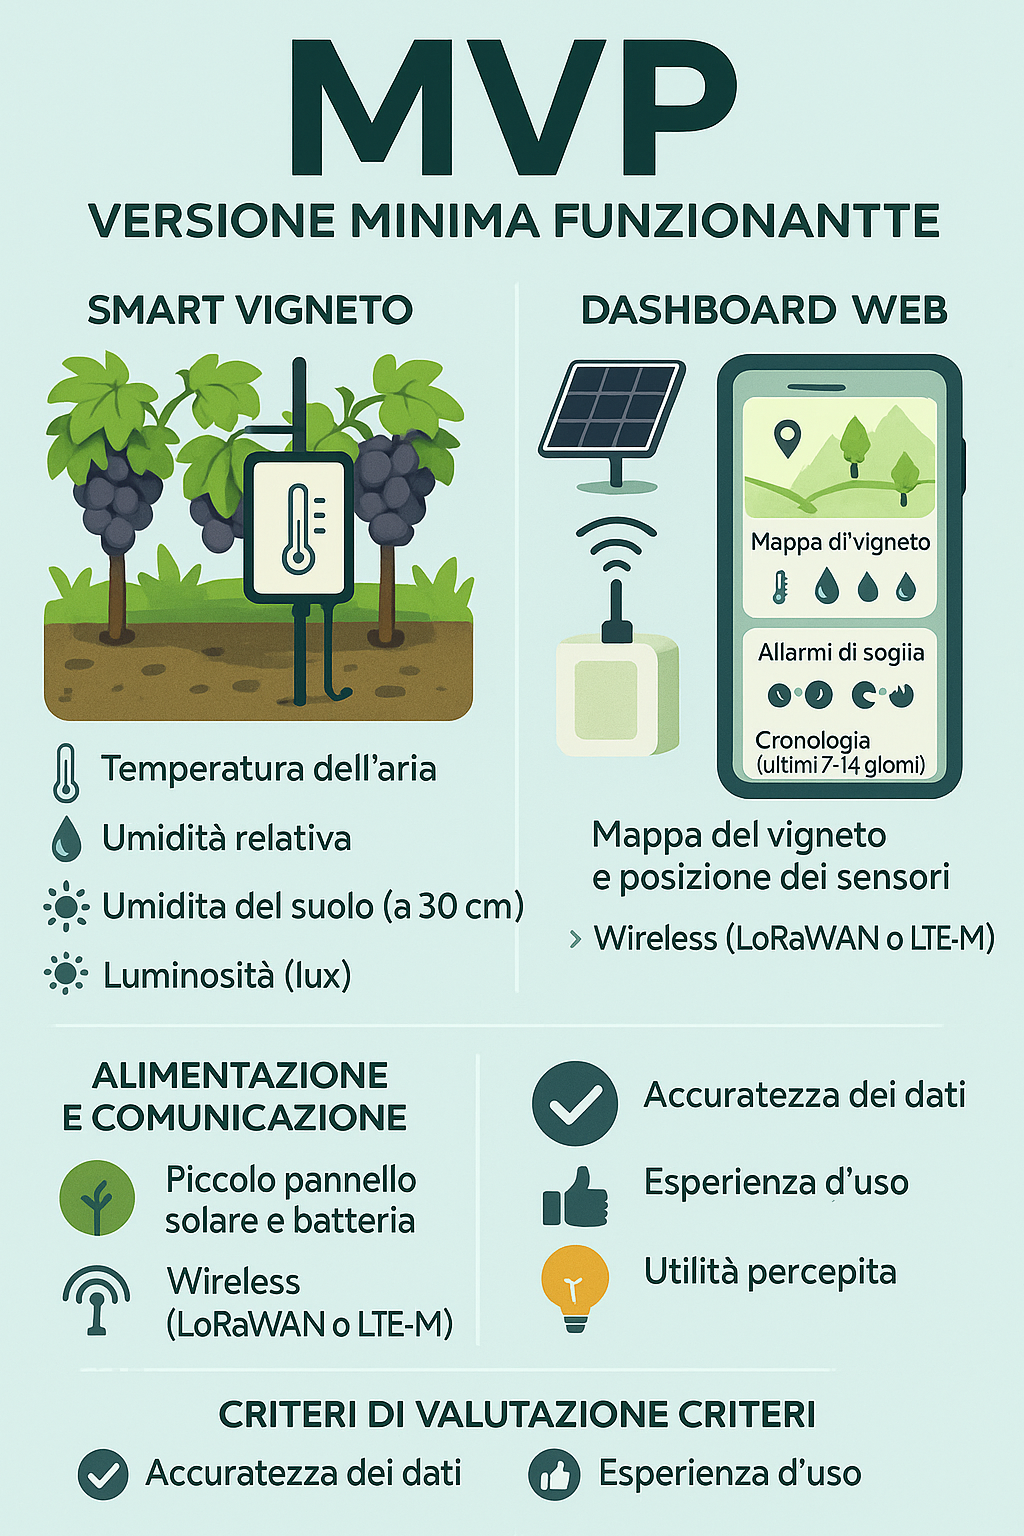 MVP
VERSIONE MINIMA FUNZIONANTTE
SMART VIGNETO
Temperatura dell'aria
Umidità relativa
Umidita del suolo (a 30 cm)
Luminosità (lux)
DASHBOARD WEB
Mappa di'vigneto
Allarmi di sogiia
Cronologia
(ultimi 7-14 glomi)
Mappa del vigneto
e posizione dei sensori
> Wireless (LoRaWAN o LTE-M)
ALIMENTAZIONE
E COMUNICAZIONE
Piccolo pannello
solare e batteria
Wireless
(LoRaWAN o LTE-M)
Accuratezza dei dati
Esperienza d'uso
Utilità percepita
CRITERI DI VALUTAZIONE CRITERI
Accuratezza dei dati
Esperienza d'uso